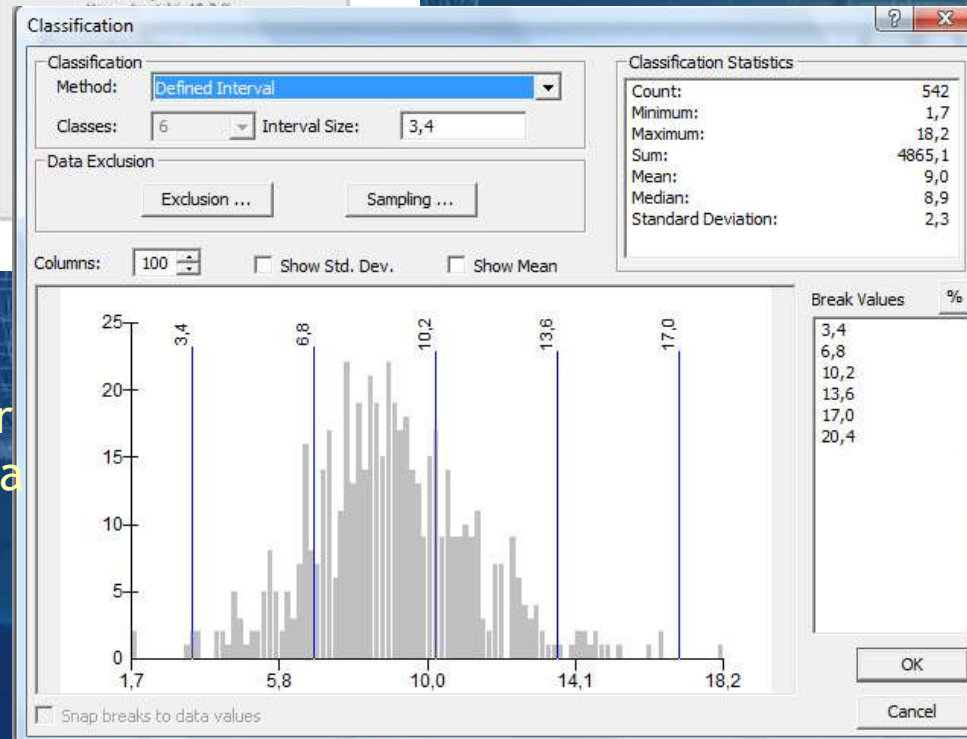 Classification
Classification
Method: Defined Interval
Classes: 6 Interval Size: 3,4
Data Exclusion
Exclusion ... Sampling ...
Classification Statistics
Count: 542
Minimum: 1,7
Maximum: 18,2
Sum: 4865,1
Mean: 9,0
Median: 8,9
Standard Deviation: 2,3
Columns: 100 Show Std. Dev. Show Mean
25
20
15
10
5
0
3,4 6,8 10,2 13,6 17,0
1,7 5,8 10,0 14,1 18,2
Break Values %
3,4
6,8
10,2
13,6
17,0
20,4
Snap breaks to data values
OK
Cancel
r
a